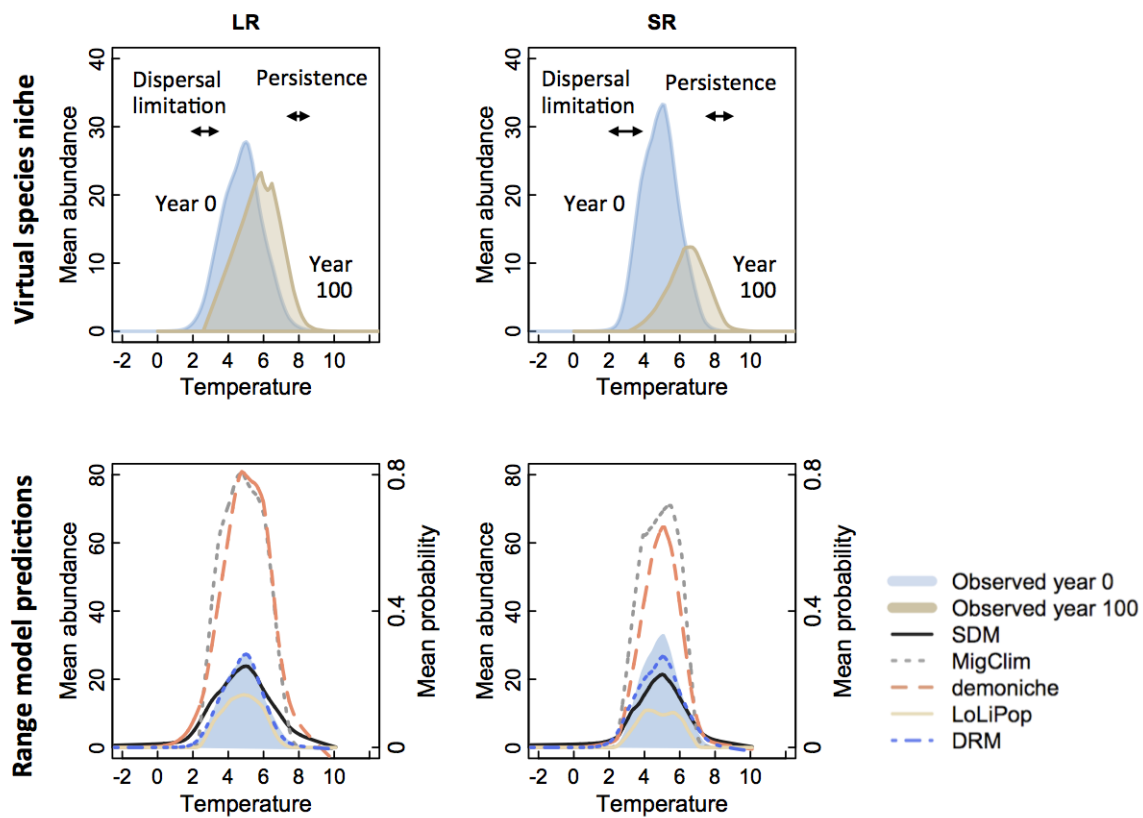 LR
SR
Virtual species niche
Mean abundance
40
30
20
10
0
Dispersal
limitation
Persistence
Year 0
Year
100
-2 0 2 4 6 8 10
Temperature
Mean abundance
40
30
20
10
0
Dispersal
limitation
Persistence
Year 0
Year
100
-2 0 2 4 6 8 10
Temperature
Range model predictions
Mean abundance
80
60
40
20
0
0.8
0.4
0
Mean probability
-2 0 2 4 6 8 10
Temperature
Mean abundance
80
60
40
20
0
0.8
0.4
0
Mean probability
-2 0 2 4 6 8 10
Temperature
Observed year 0
Observed year 100
SDM
MigClim
demoniche
LoLiPop
DRM